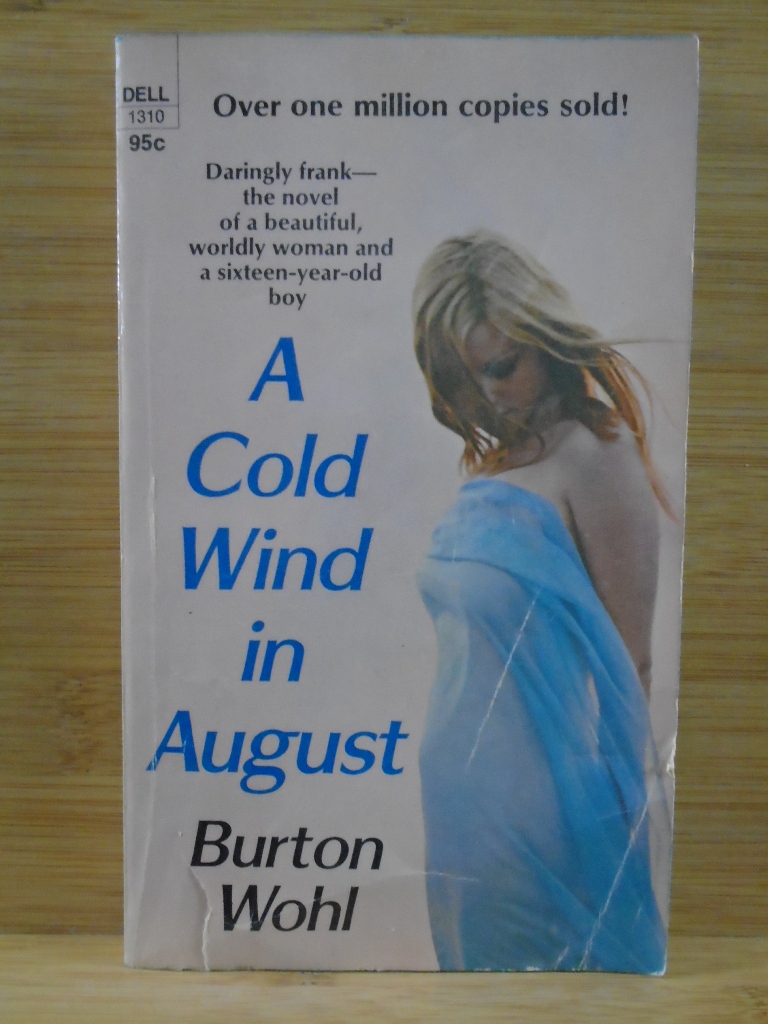 DELL
1310
95c
Over one million copies sold!
Daringly frank—
the novel
of a beautiful,
worldly woman and
a sixteen-year-old
boy
A
Cold
Wind
in
August
Burton
Wohl